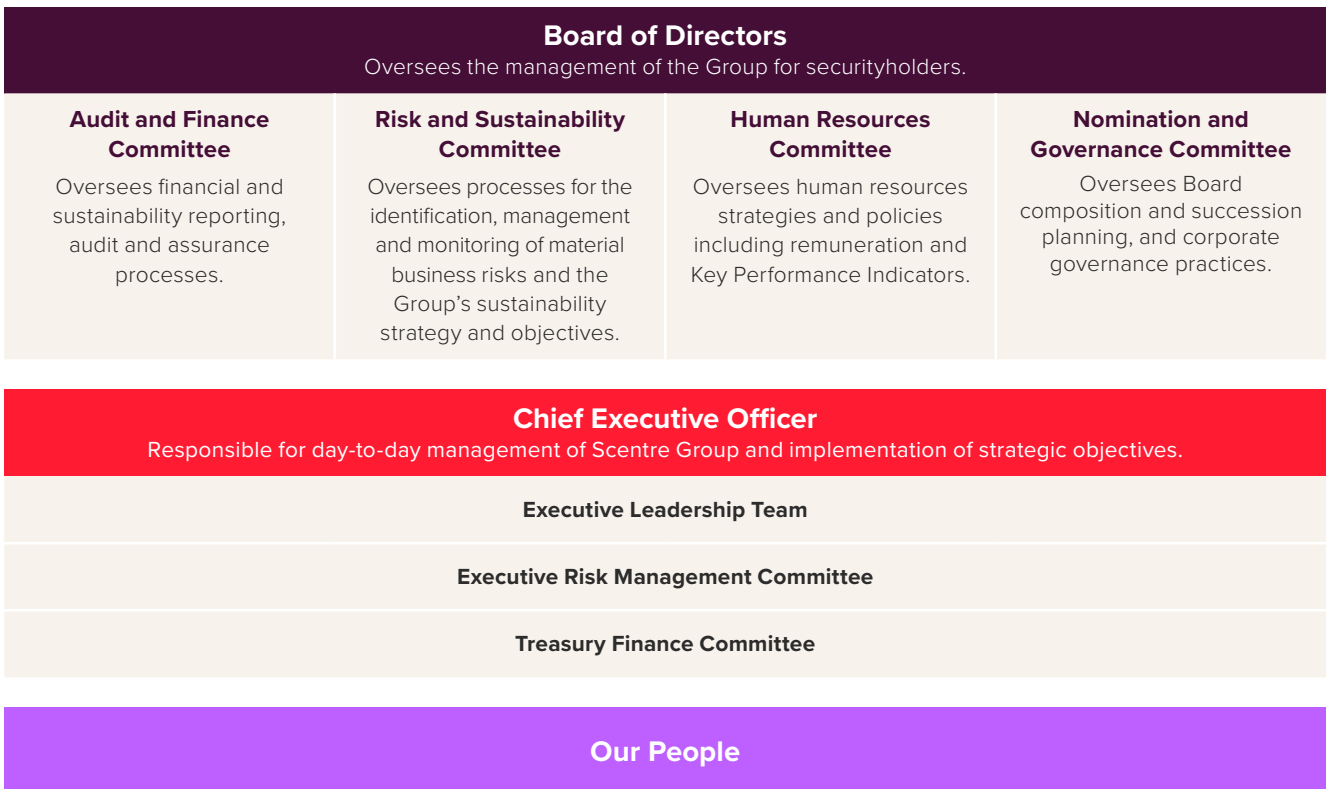 Board of Directors
Oversees the management of the Group for securityholders.
Audit and Finance
Committee
Oversees financial and
sustainability reporting,
audit and assurance
processes.
Risk and Sustainability
Committee
Oversees processes for the
identification, management
and monitoring of material
business risks and the
Group’s sustainability
strategy and objectives.
Human Resources
Committee
Oversees human resources
strategies and policies
including remuneration and
Key Performance Indicators.
Nomination and
Governance Committee
Oversees Board
composition and succession
planning, and corporate
governance practices.
Chief Executive Officer
Responsible for day-to-day management of Scentre Group and implementation of strategic objectives.
Executive Leadership Team
Executive Risk Management Committee
Treasury Finance Committee
Our People